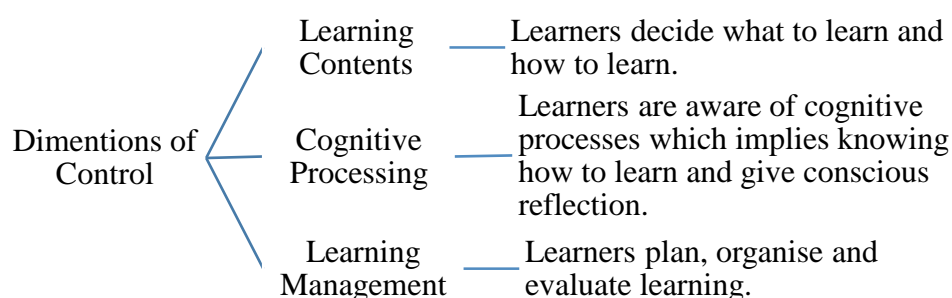 Dimentions of
Control
Learning
Contents
Learners decide what to learn and
how to learn.
Cognitive
Processing
Learners are aware of cognitive
processes which implies knowing
how to learn and give conscious
reflection.
Learning
Management
Learners plan, organise and
evaluate learning.